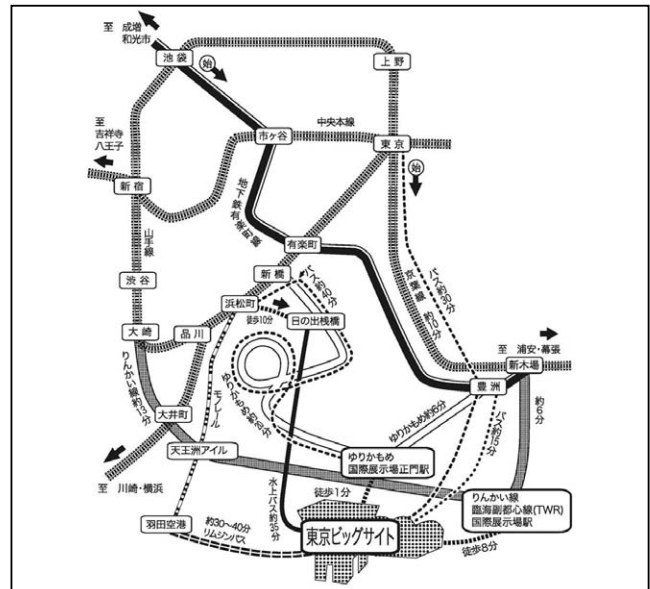 至 成増
和光市
池袋
始
上野
至
吉祥寺
八王子
市ヶ谷
中央本線
東京
始
新宿
地下鉄有楽町線
山手線
有楽町
新橋
バス約40分
京葉線 約10分
バス約30分
渋谷
浜松町
徒歩10分
日の出桟橋
大崎
品川
至 浦安・幕張
新木場
豊洲
りんかい線約13分
ゆりかもめ約20分
モノレール
ゆりかもめ約6分
バス約15分
約6分
大井町
天王洲アイル
ゆりかもめ
国際展示場正門駅
至 川崎・横浜
水上バス約35分
徒歩1分
りんかい線
臨海副都心線(TWR)
国際展示場駅
羽田空港
約30~40分
リムジンバス
東京ビッグサイト
徒歩8分